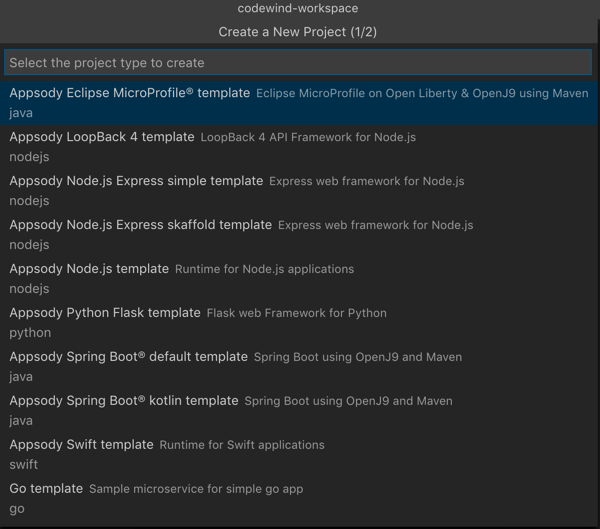 codewind-workspace
Create a New Project (1/2)
Select the project type to create
Appsody Eclipse MicroProfile® template Eclipse MicroProfile on Open Liberty & OpenJ9 using Maven
java
Appsody LoopBack 4 template LoopBack 4 API Framework for Node.js
nodejs
Appsody Node.js Express simple template Express web framework for Node.js
nodejs
Appsody Node.js Express skaffold template Express web framework for Node.js
nodejs
Appsody Node.js template Runtime for Node.js applications
nodejs
Appsody Python Flask template Flask web Framework for Python
python
Appsody Spring Boot® default template Spring Boot using OpenJ9 and Maven
java
Appsody Spring Boot® kotlin template Spring Boot using OpenJ9 and Maven
java
Appsody Swift template Runtime for Swift applications
swift
Go template Sample microservice for simple go app
go